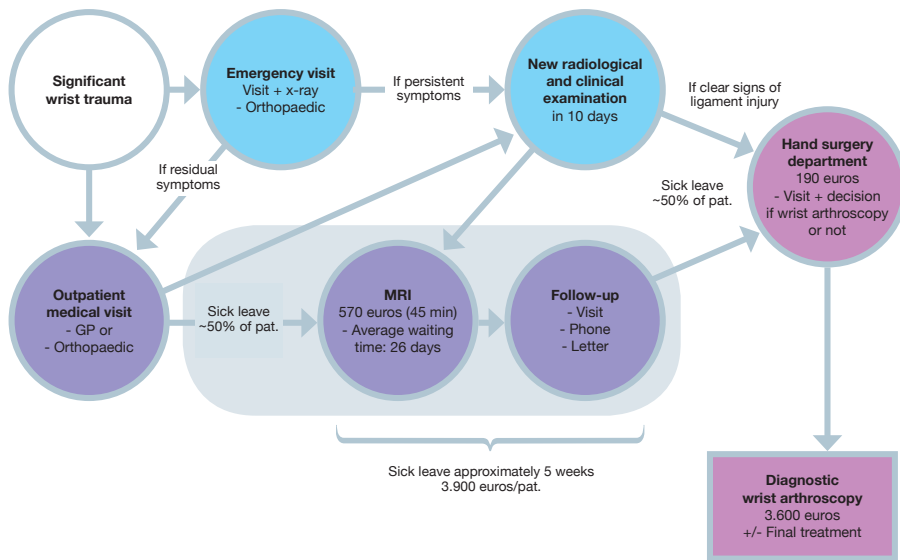 Significant
wrist trauma
Emergency visit
Visit + x-ray
- Orthopaedic
If persistent
symptoms
New radiological
and clinical
examination
in 10 days
If clear signs of
ligament injury
Hand surgery
department
190 euros
- Visit + decision
if wrist arthroscopy
or not
If residual
symptoms
Sick leave
~50% of pat.
Outpatient
medical visit
- GP or
- Orthopaedic
Sick leave
~50% of pat.
MRI
570 euros (45 min)
- Average waiting
time: 26 days
Follow-up
- Visit
- Phone
- Letter
Sick leave approximately 5 weeks
3.900 euros/pat.
Diagnostic
wrist arthroscopy
3.600 euros
+/- Final treatment